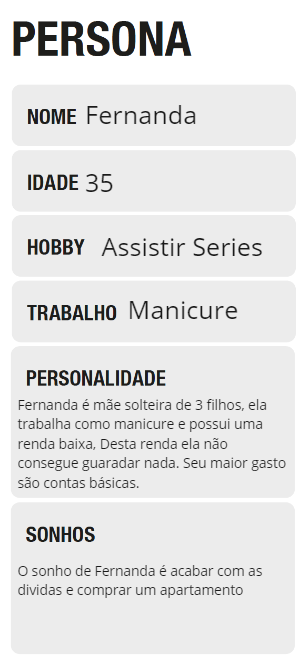 PERSONA
NOME Fernanda
IDADE 35
HOBBY Assistir Series
TRABALHO Manicure
PERSONALIDADE
Fernanda é mãe solteira de 3 filhos, ela
trabalha como manicure e possui uma
renda baixa, Desta renda ela não
consegue guaradar nada. Seu maior gasto
são contas básicas.
SONHOS
O sonho de Fernanda é acabar com as
dividas e comprar um apartamento